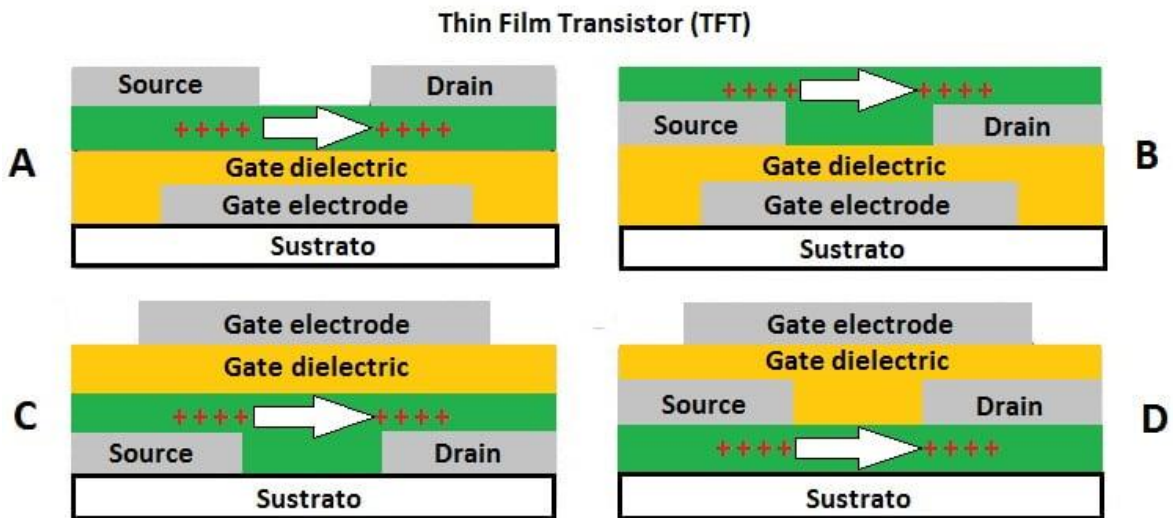 Thin Film Transistor (TFT)
A
Source Drain
++++ ++++
Gate dielectric
Gate electrode
Sustrato
B
++++ ++++
Source Drain
Gate dielectric
Gate electrode
Sustrato
C
Gate electrode
Gate dielectric
++++ ++++
Source Drain
Sustrato
D
Gate electrode
Gate dielectric
Source Drain
++++ ++++
Sustrato